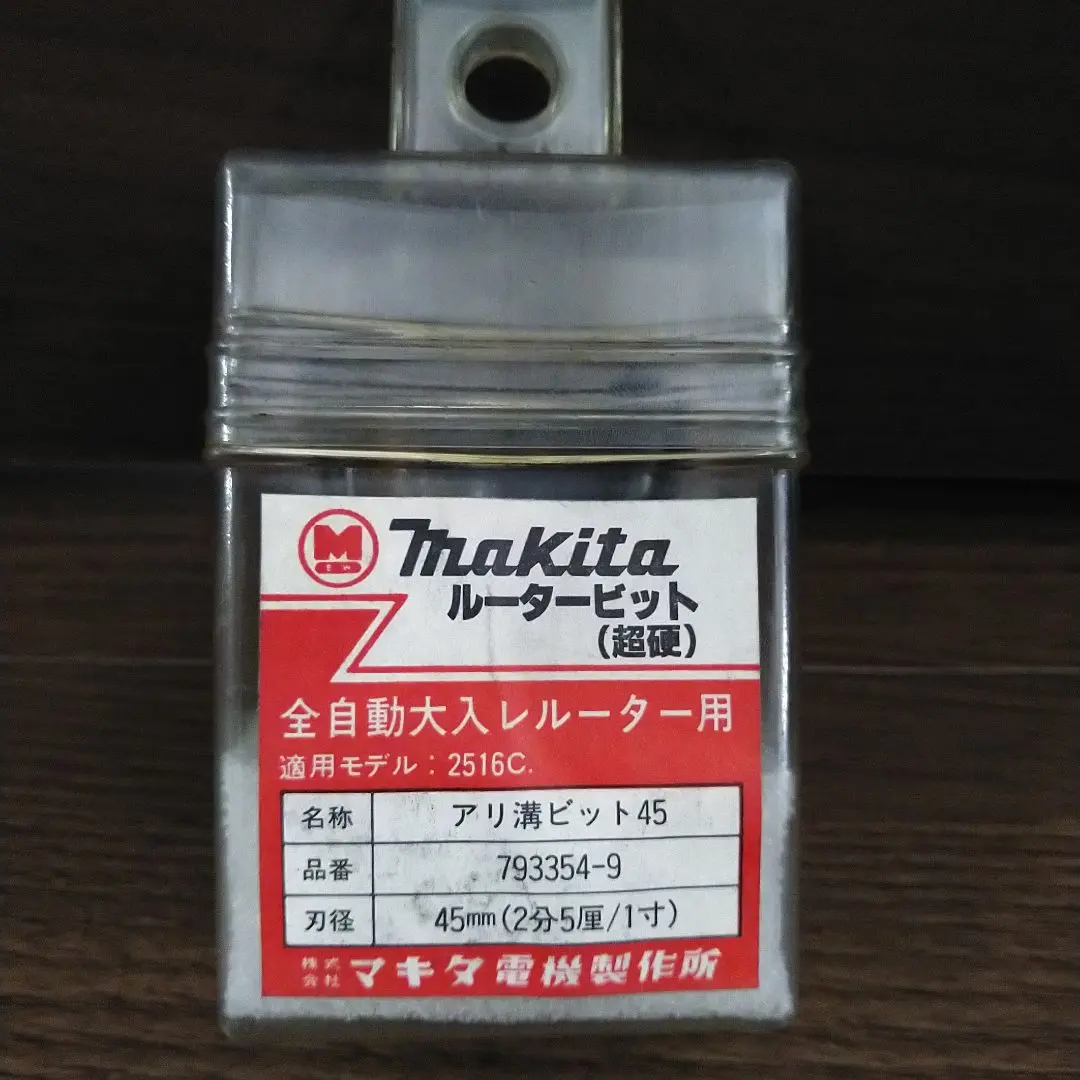 M
makita
ルータービット
(超硬)
全自動大入レルーター用
適用モデル：2516C.
名称 アリ溝ビット45
品番 793354-9
刃径 45mm(2分5厘/1寸)
株式会社 マキタ電機製作所